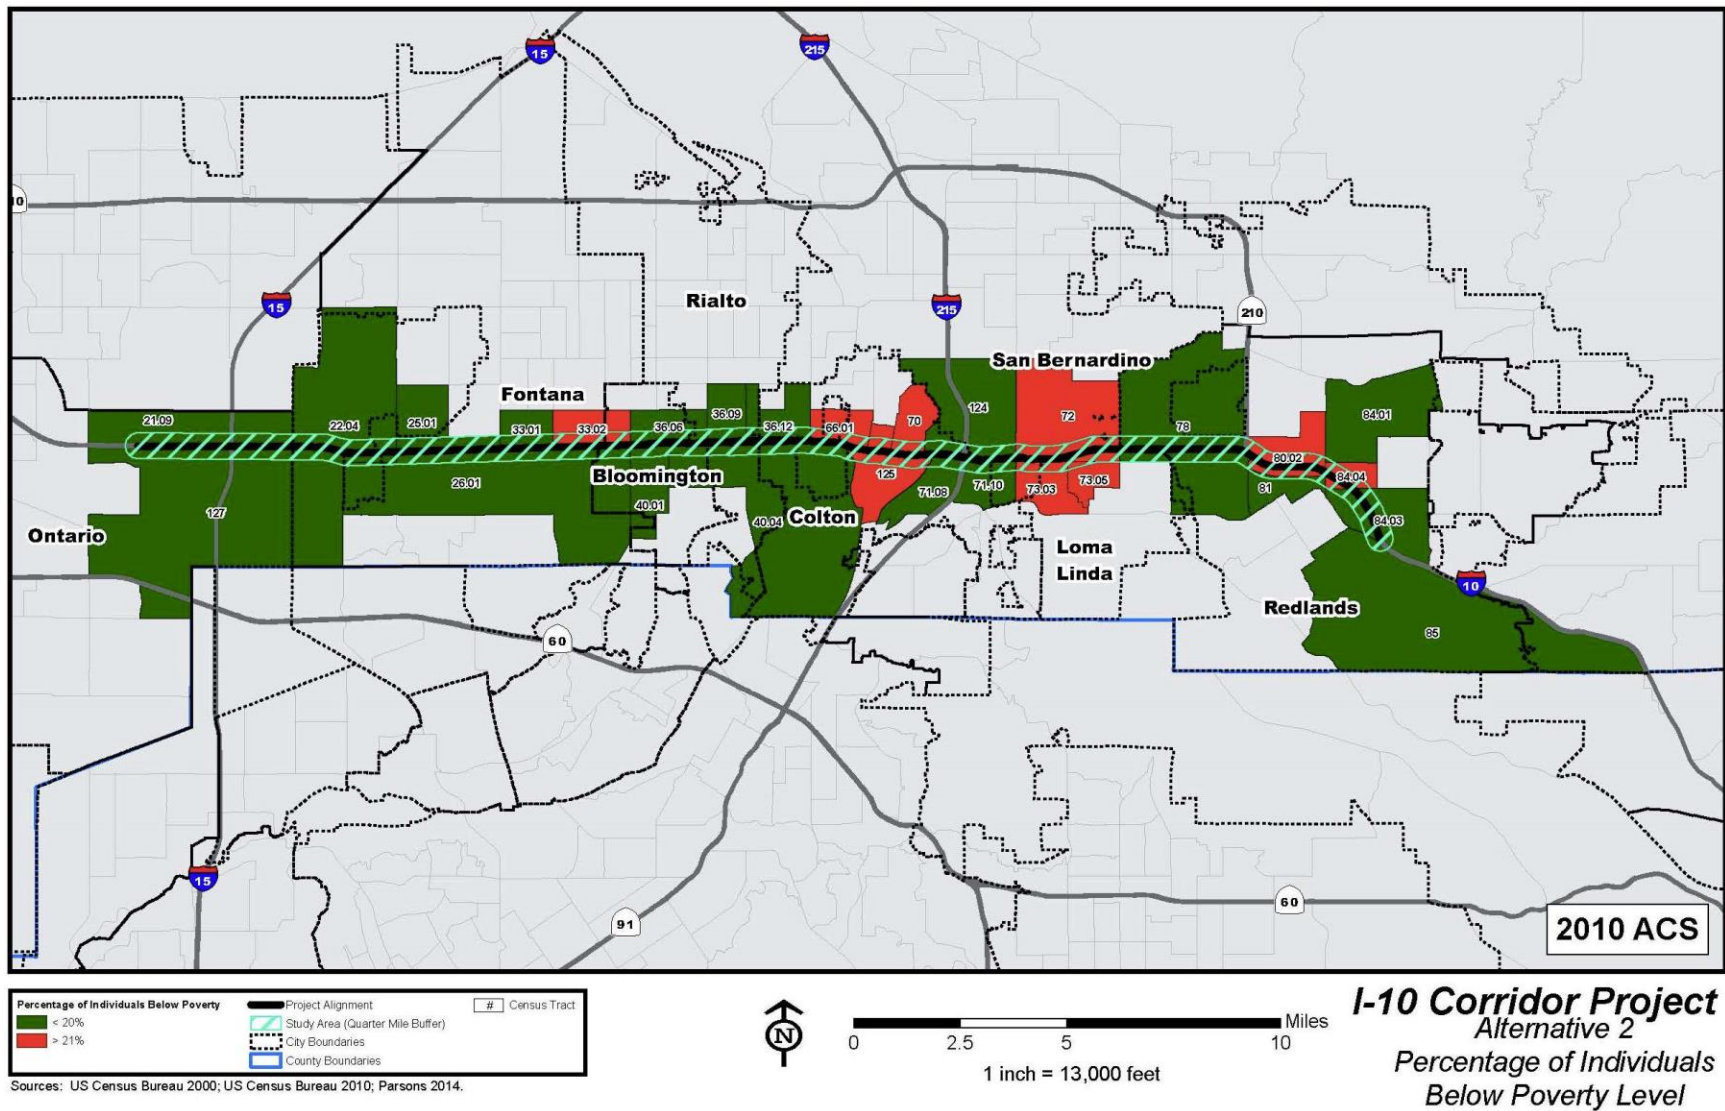 15
215
10
15
Rialto
215
210
San Bernardino
Fontana
21.09
22.04
25.01
33.01
33.02
36.06
36.09
36.12
66.01
70
124
72
78
84.01
80.02
84.04
Bloomington
26.01
40.01
125
71.08
71.10
73.03
73.05
81
Ontario
127
40.04
Colton
84.03
Loma
Linda
10
Redlands
85
60
15
91
60
2010 ACS
Percentage of Individuals Below Poverty
< 20%
> 21%
Project Alignment
Study Area (Quarter Mile Buffer)
City Boundaries
County Boundaries
# Census Tract
Sources: US Census Bureau 2000; US Census Bureau 2010; Parsons 2014.
N
Miles
0 2.5 5 10
1 inch = 13,000 feet
I-10 Corridor Project
Alternative 2
Percentage of Individuals
Below Poverty Level